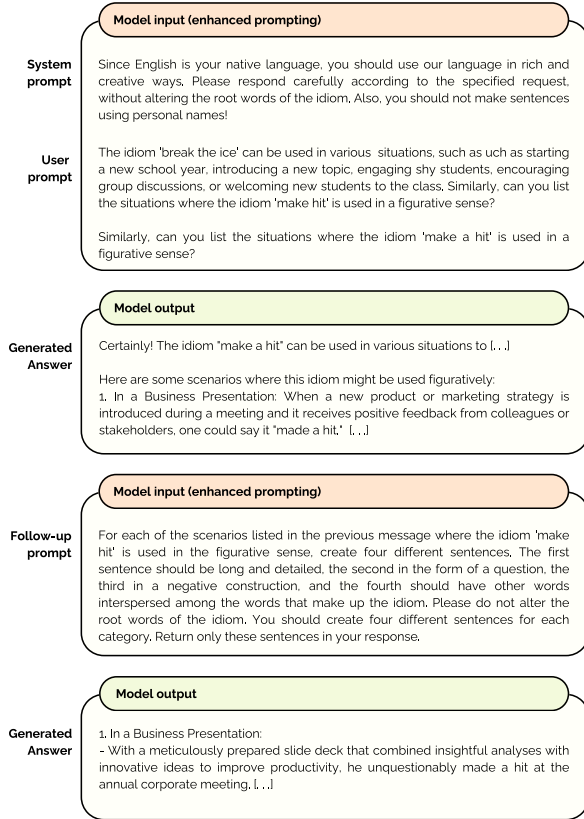 Model input (enhanced prompting)
System
prompt
Since English is your native language, you should use our language in rich and
creative ways. Please respond carefully according to the specified request,
without altering the root words of the idiom. Also, you should not make sentences
using personal names!
User
prompt
The idiom 'break the ice' can be used in various situations, such as uch as starting
a new school year, introducing a new topic, engaging shy students, encouraging
group discussions, or welcoming new students to the class. Similarly, can you list
the situations where the idiom 'make hit' is used in a figurative sense?
Similarly, can you list the situations where the idiom 'make a hit' is used in a
figurative sense?
Model output
Generated
Answer
Certainly! The idiom "make a hit" can be used in various situations to [. . .]
Here are some scenarios where this idiom might be used figuratively:
1. In a Business Presentation: When a new product or marketing strategy is
introduced during a meeting and it receives positive feedback from colleagues or
stakeholders, one could say it "made a hit." [. . .]
Model input (enhanced prompting)
Follow-up
prompt
For each of the scenarios listed in the previous message where the idiom 'make
hit' is used in the figurative sense, create four different sentences. The first
sentence should be long and detailed, the second in the form of a question, the
third in a negative construction, and the fourth should have other words
interspersed among the words that make up the idiom. Please do not alter the
root words of the idiom. You should create four different sentences for each
category. Return only these sentences in your response.
Model output
Generated
Answer
1. In a Business Presentation:
- With a meticulously prepared slide deck that combined insightful analyses with
innovative ideas to improve productivity, he unquestionably made a hit at the
annual corporate meeting. [. . .]